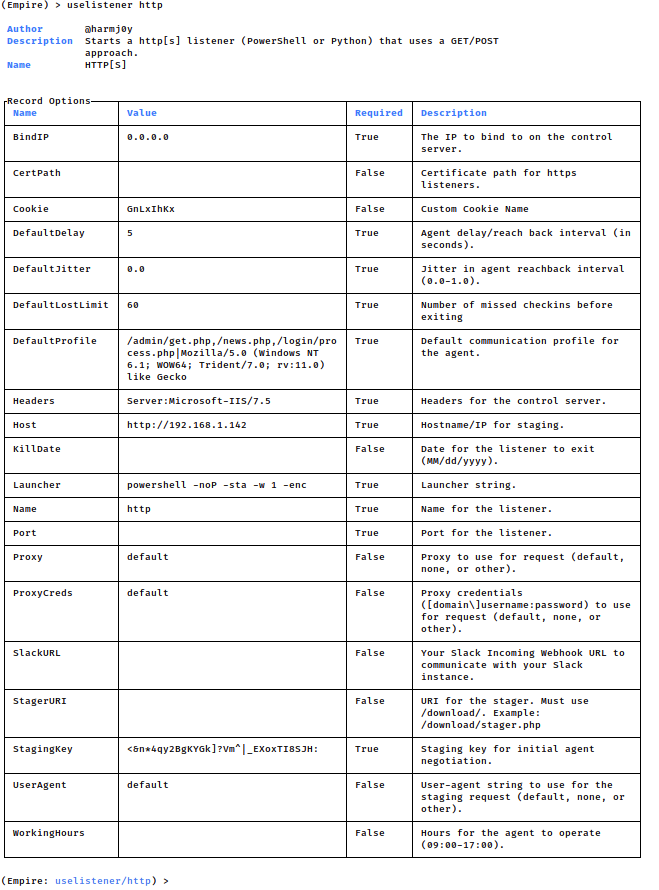 (Empire) > uselistener http
Author @harmj0y
Description Starts a http[s] listener (PowerShell or Python) that uses a GET/POST
approach.
Name HTTP[S]
Record Options
Name Value Required Description
BindIP 0.0.0.0 True The IP to bind to on the control
server.
CertPath False Certificate path for https
listeners.
Cookie GnLxIhKx False Custom Cookie Name
DefaultDelay 5 True Agent delay/reach back interval (in
seconds).
DefaultJitter 0.0 True Jitter in agent reachback interval
(0.0-1.0).
DefaultLostLimit 60 True Number of missed checkins before
exiting
DefaultProfile /admin/get.php,/news.php,/login/pro True Default communication profile for
cess.php|Mozilla/5.0 (Windows NT the agent.
6.1; WOW64; Trident/7.0; rv:11.0)
like Gecko
Headers Server:Microsoft-IIS/7.5 True Headers for the control server.
Host http://192.168.1.142 True Hostname/IP for staging.
KillDate False Date for the listener to exit
(MM/dd/yyyy).
Launcher powershell -noP -sta -w 1 -enc True Launcher string.
Name http True Name for the listener.
Port True Port for the listener.
Proxy default False Proxy to use for request (default,
none, or other).
ProxyCreds default False Proxy credentials
([domain\]username:password) to use
for request (default, none, or
other).
SlackURL False Your Slack Incoming Webhook URL to
communicate with your Slack
instance.
StagerURI False URI for the stager. Must use
/download/. Example:
/download/stager.php
StagingKey <&n*4qy2BgKYGk]?Vm^|_EXoxTI8SJH: True Staging key for initial agent
negotiation.
UserAgent default False User-agent string to use for the
staging request (default, none, or
other).
WorkingHours False Hours for the agent to operate
(09:00-17:00).
(Empire: uselistener/http) >